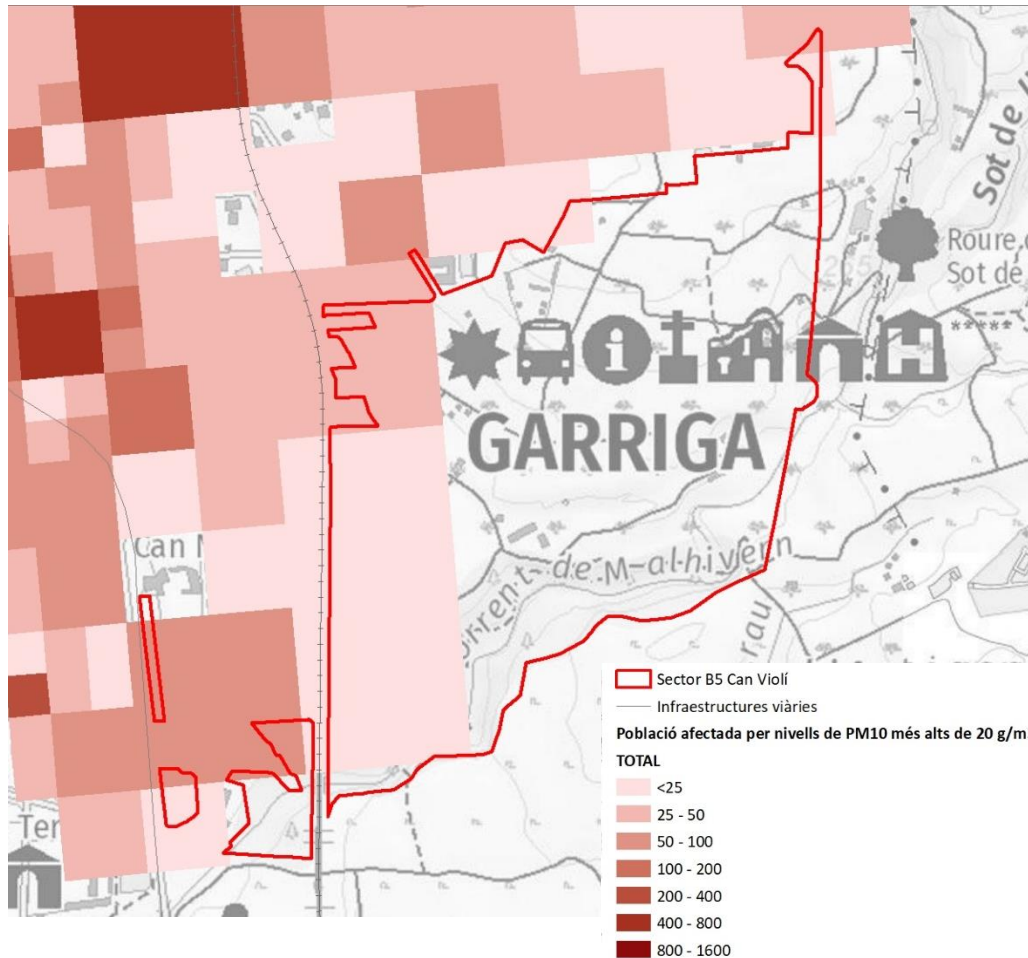 Sot de
Roure
Sot de
*****
GARRIGA
Can
Torrent de Malhivern
Ter
Sector B5 Can Violí
Infraestructures viàries
Població afectada per nivells de PM10 més alts de 20 g/m
TOTAL
<25
25 - 50
50 - 100
100 - 200
200 - 400
400 - 800
800 - 1600